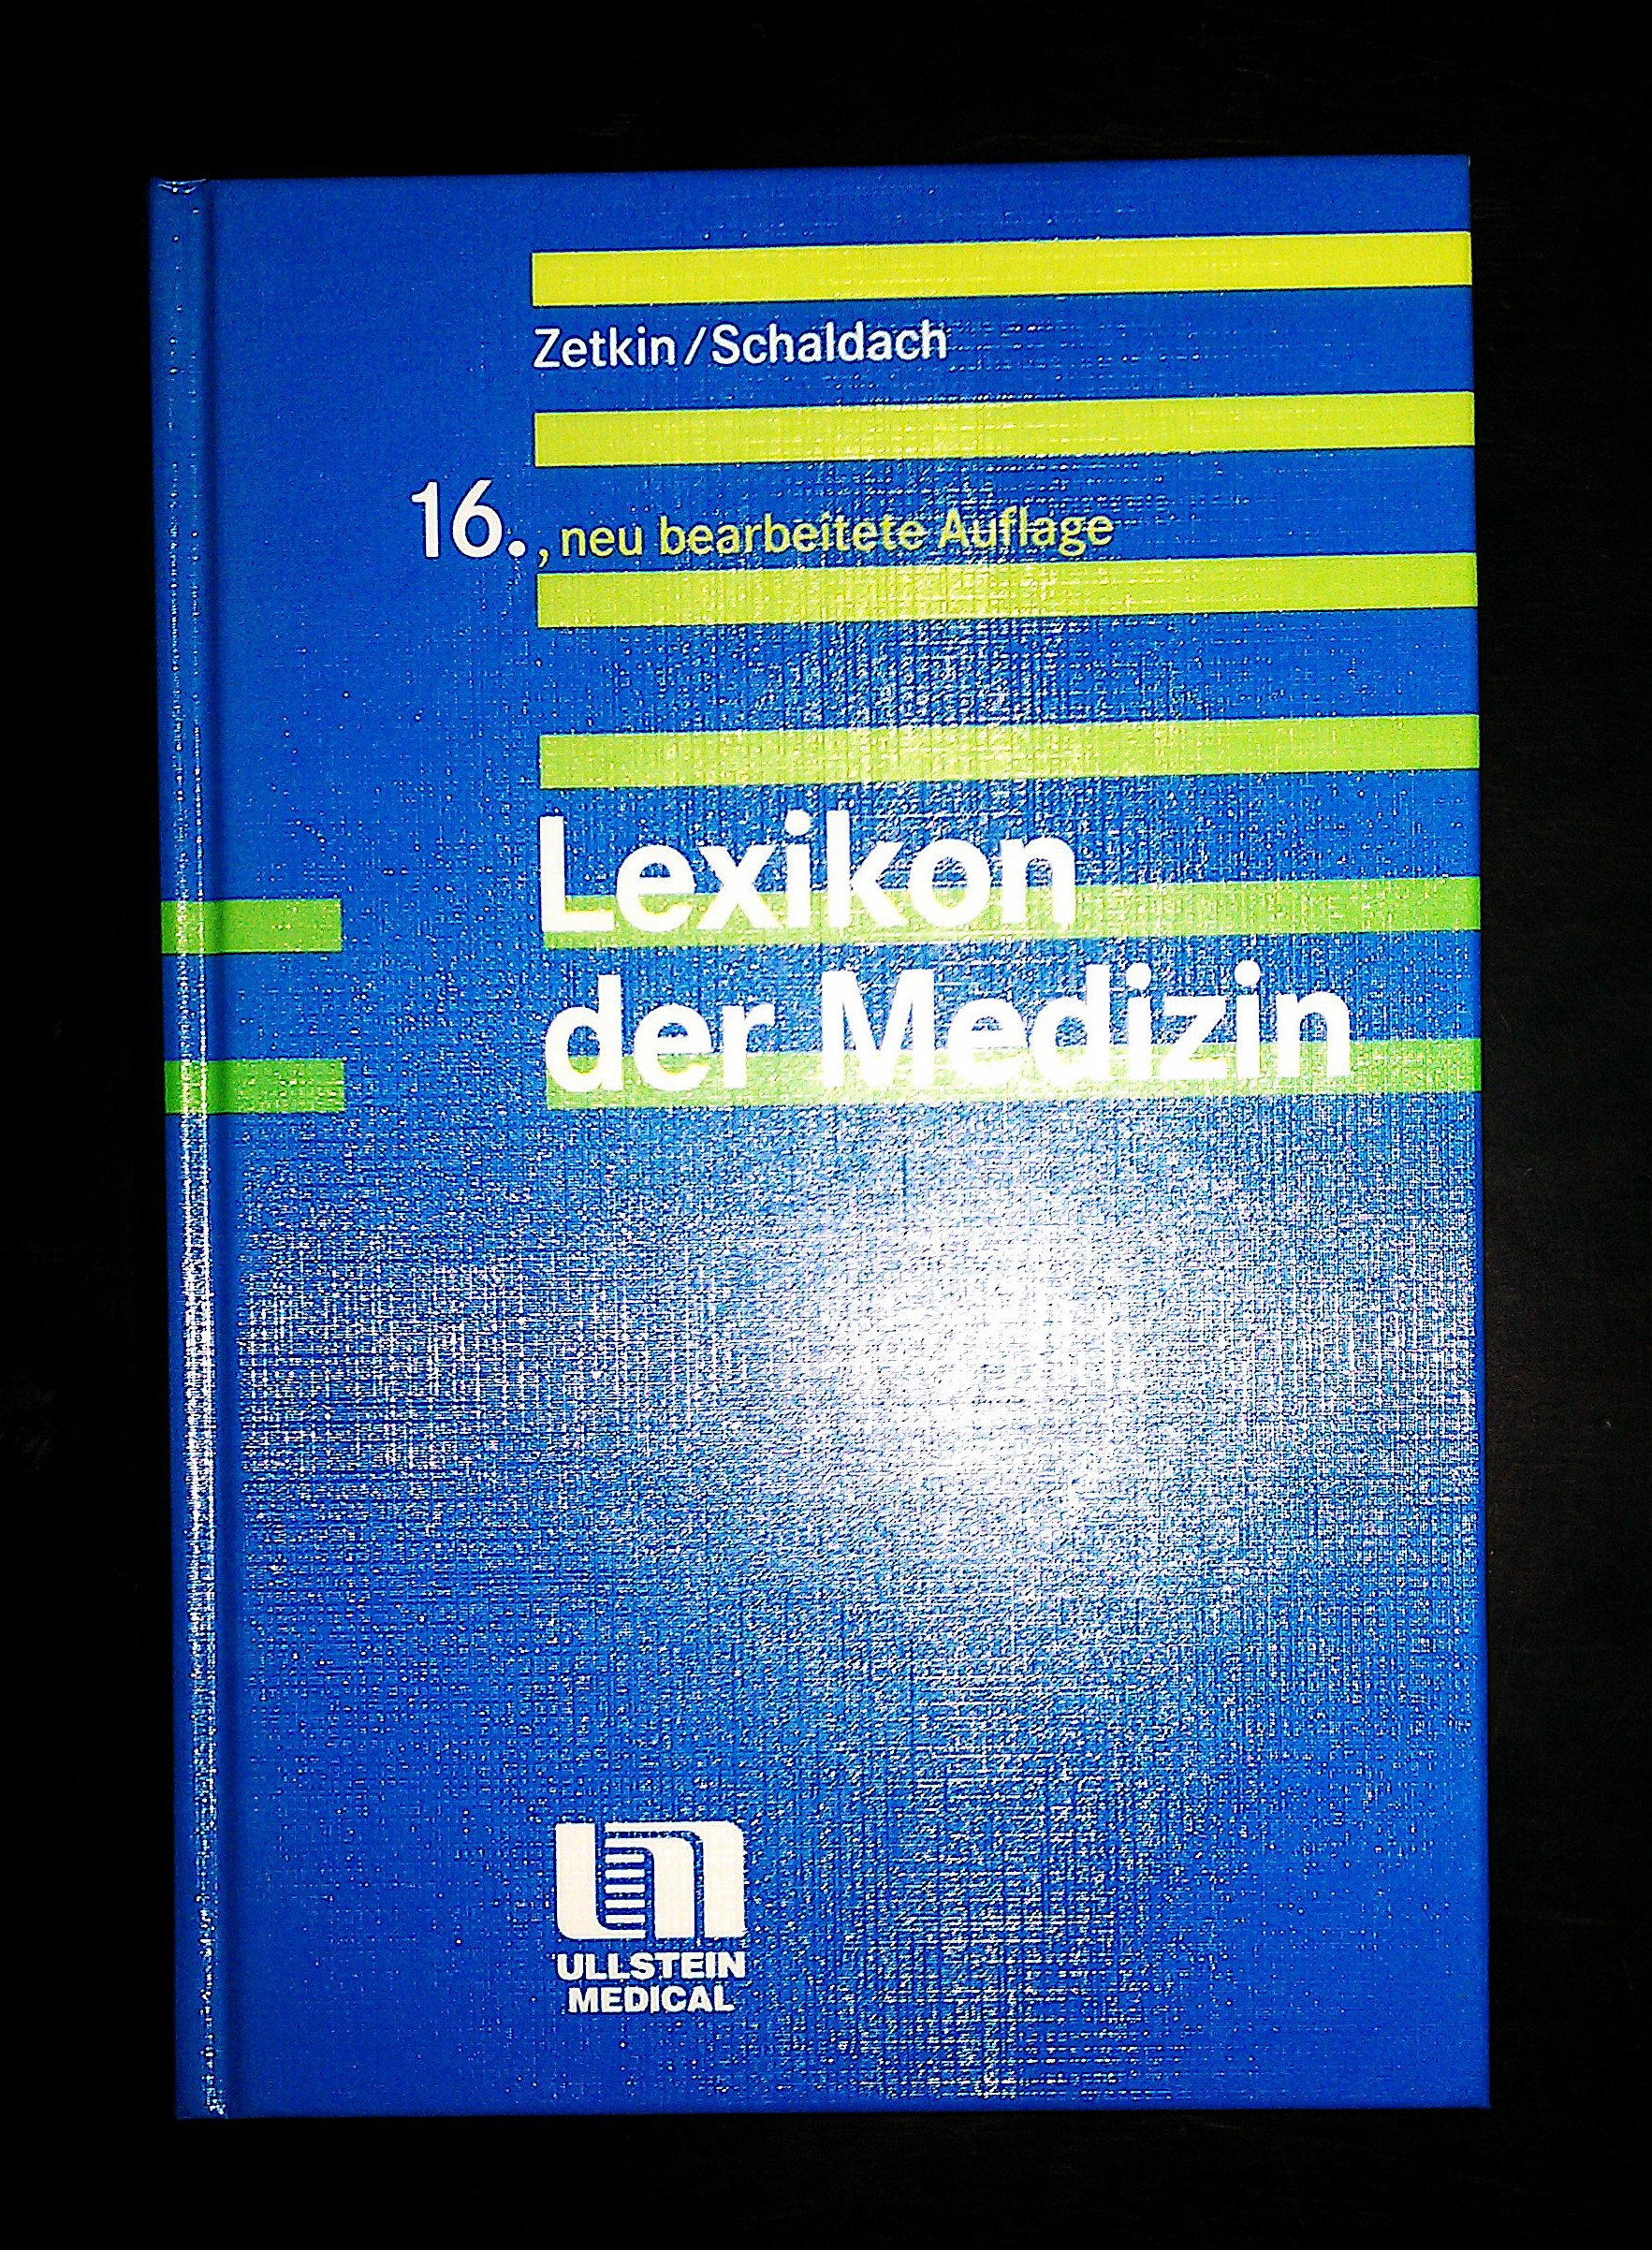 Zetkin/Schaldach
16., neu bearbeitete Auflage
Lexikon
der Medizin
ULLSTEIN
MEDICAL